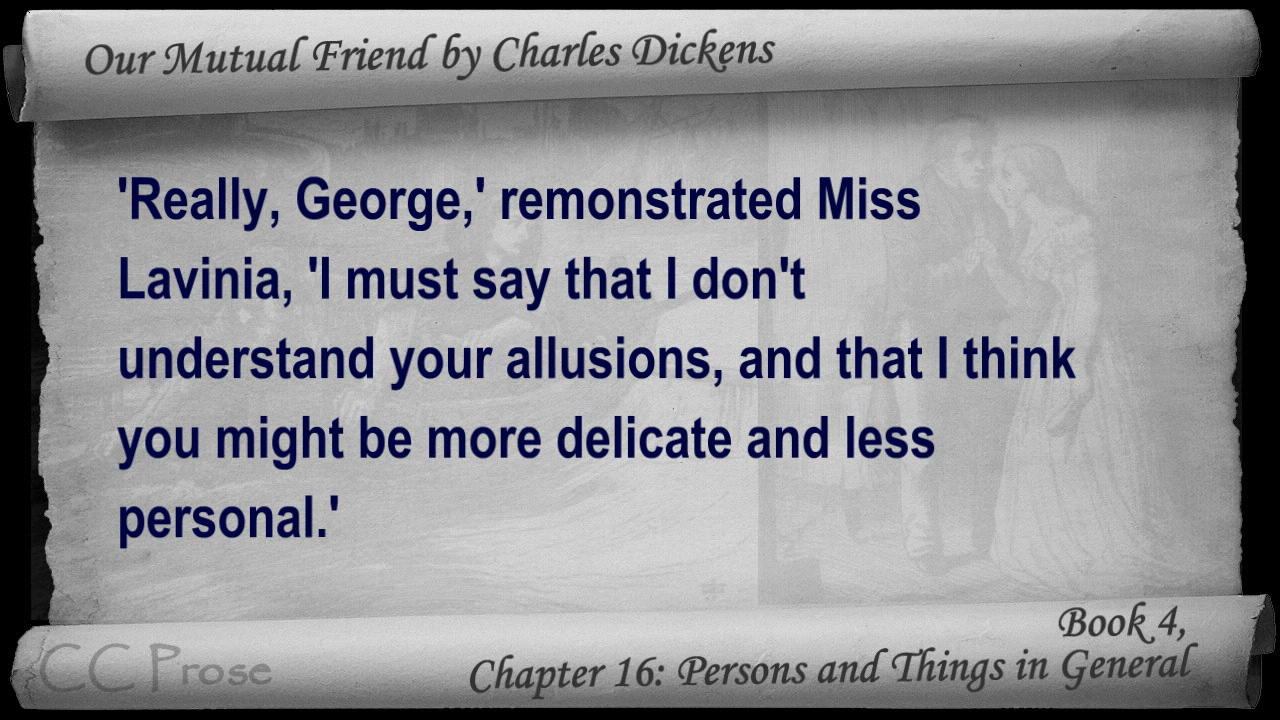 Our Mutual Friend by Charles Dickens
'Really, George,' remonstrated Miss
Lavinia, 'I must say that I don't
understand your allusions, and that I think
you might be more delicate and less
personal.'
Book 4,
Chapter 16: Persons and Things in General
CC Prose